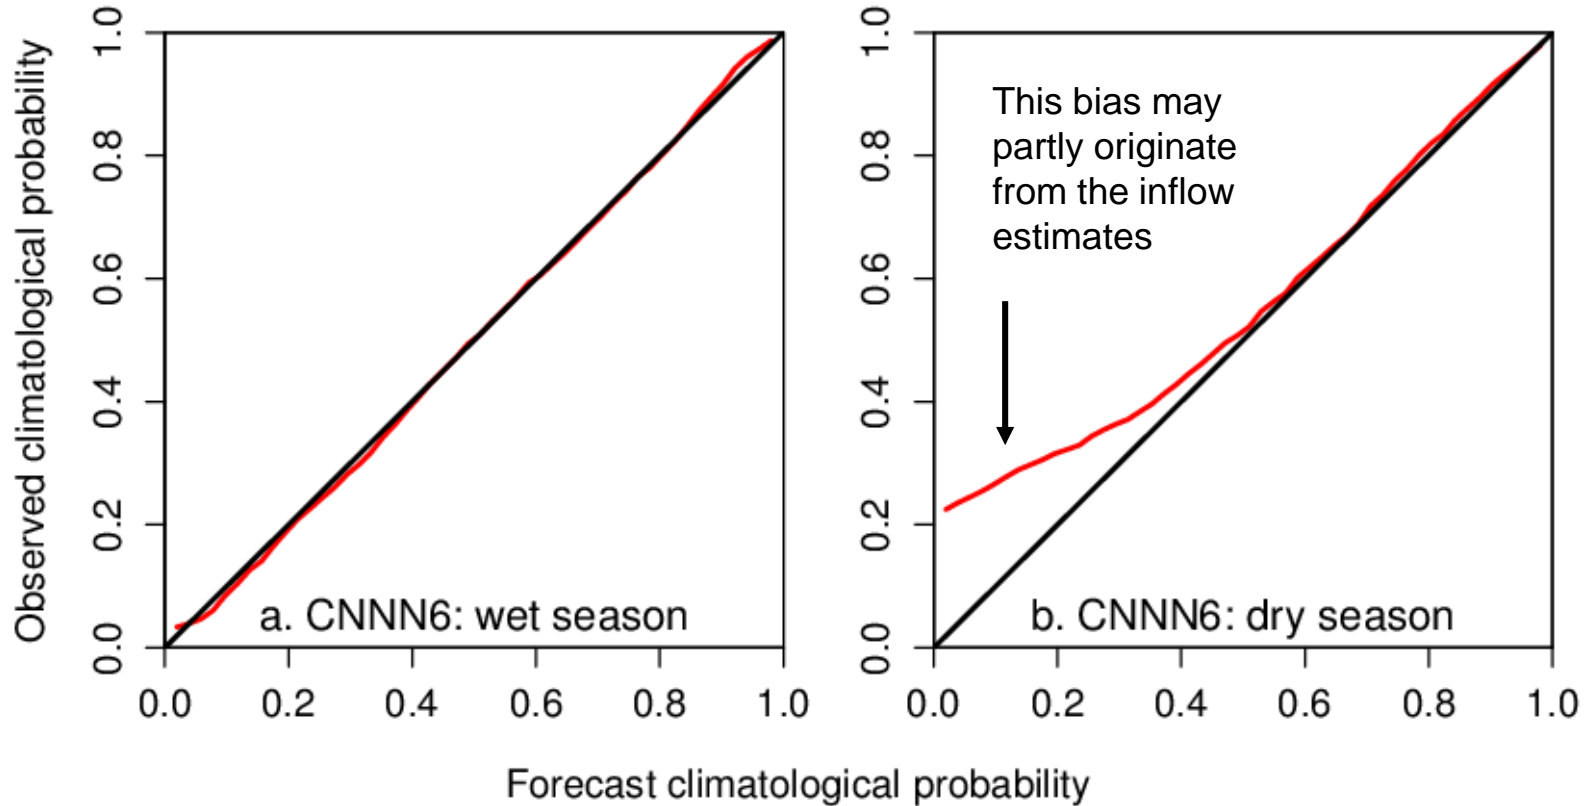 Observed climatological probability
1.0
0.8
0.6
0.4
0.2
0.0
a. CNNN6: wet season
0.0 0.2 0.4 0.6 0.8 1.0
1.0
0.8
0.6
0.4
0.2
0.0
This bias may
partly originate
from the inflow
estimates
b. CNNN6: dry season
0.0 0.2 0.4 0.6 0.8 1.0
Forecast climatological probability